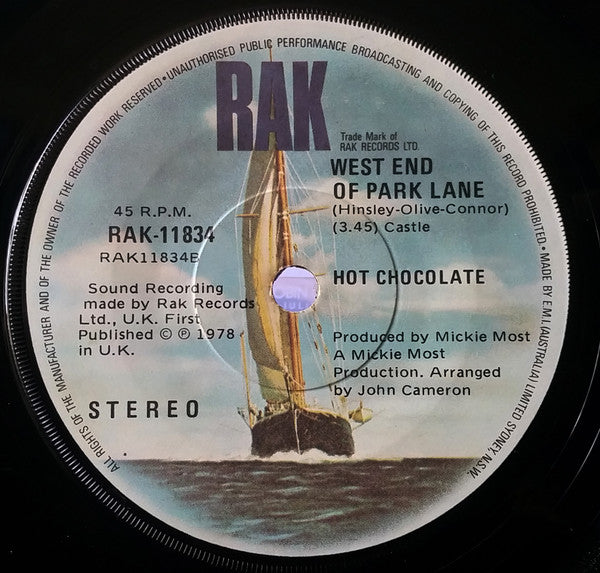 ALL RIGHTS OF THE MANUFACTURER AND OF THE OWNER OF THE RECORDED WORK RESERVED • UNAUTHORISED PUBLIC PERFORMANCE BROADCASTING AND COPYING OF THIS RECORD PROHIBITED • MADE BY E.M.I. (AUSTRALIA) LIMITED SYDNEY, N.S.W.
RAK
Trade Mark of
RAK RECORDS LTD.
WEST END
OF PARK LANE
(Hinsley-Olive-Connor)
(3.45) Castle
45 R.P.M.
RAK-11834
RAK11834B
HOT CHOCOLATE
Sound Recording
made by Rak Records
Ltd., U.K. First
Published © ℗ 1978
in U.K.
Produced by Mickie Most
A Mickie Most
Production. Arranged
by John Cameron
STEREO